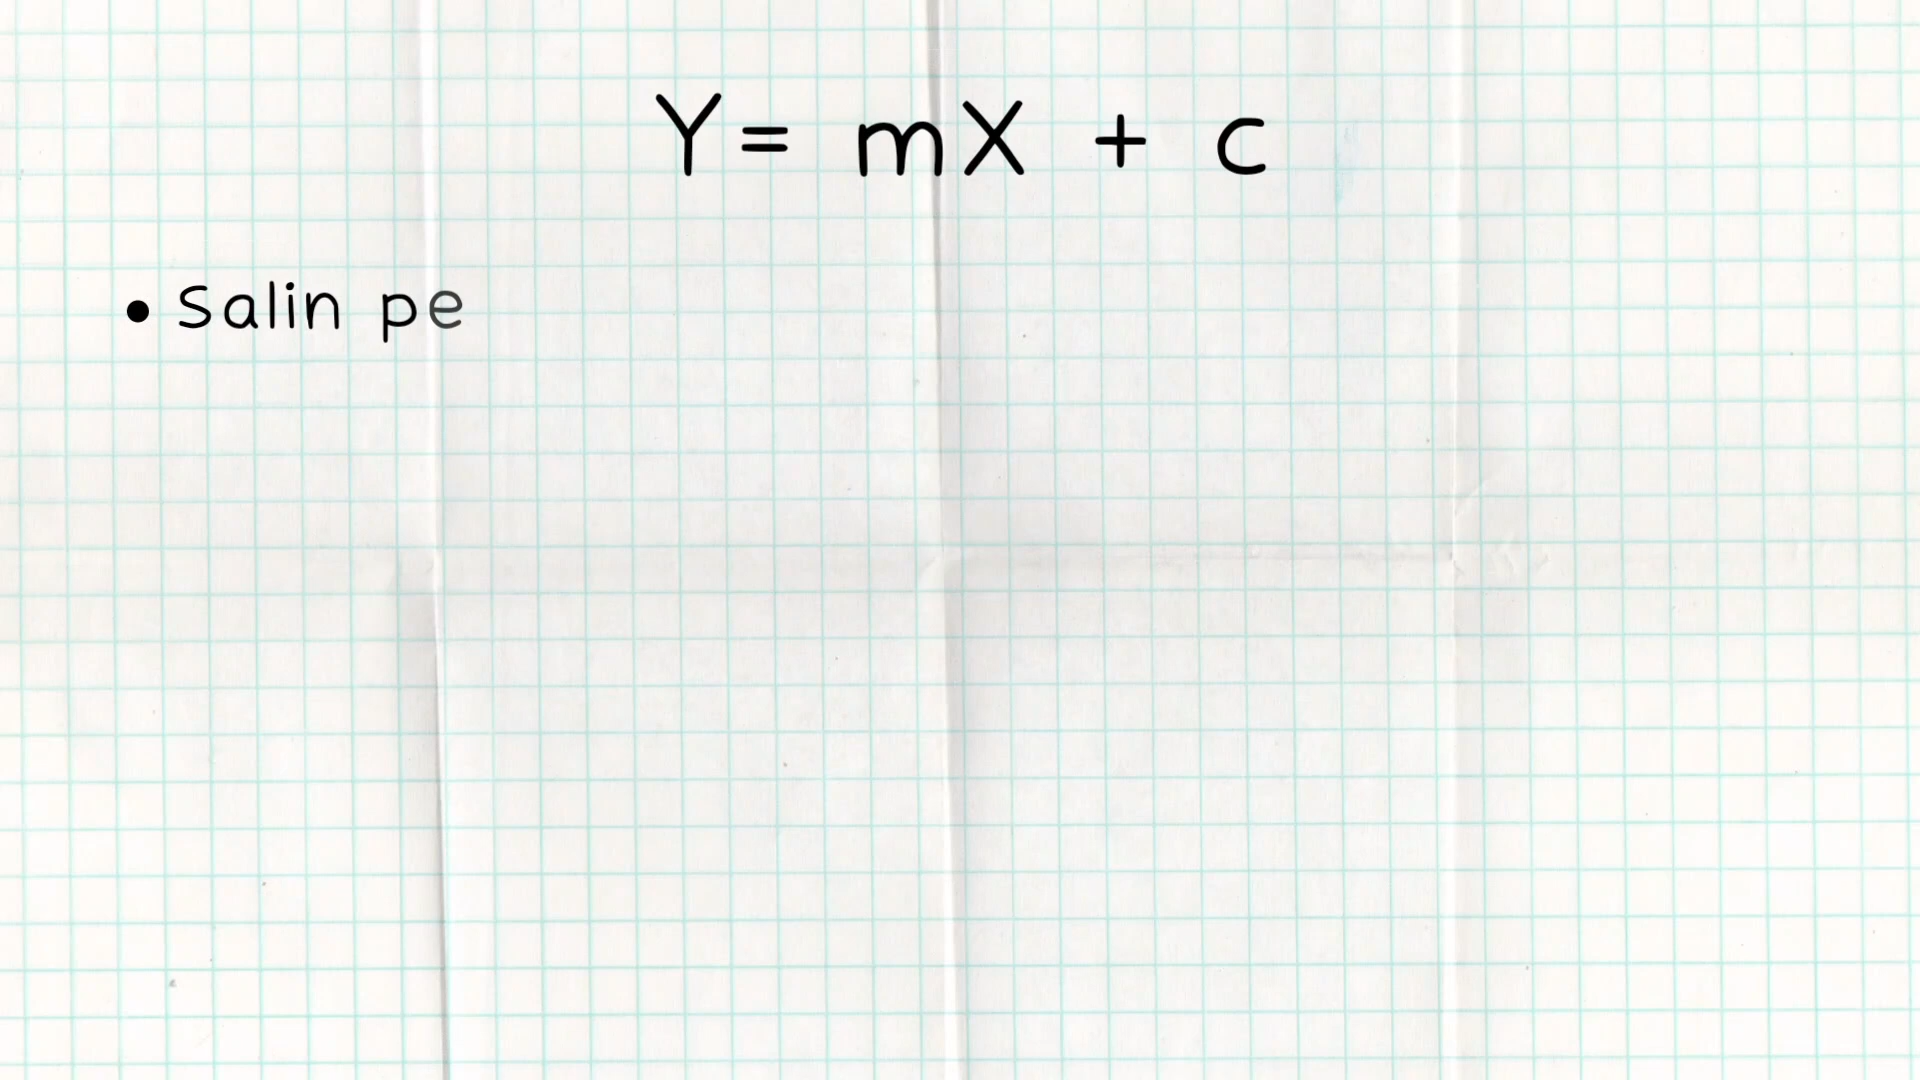 Y= mX + c
• Salin pe